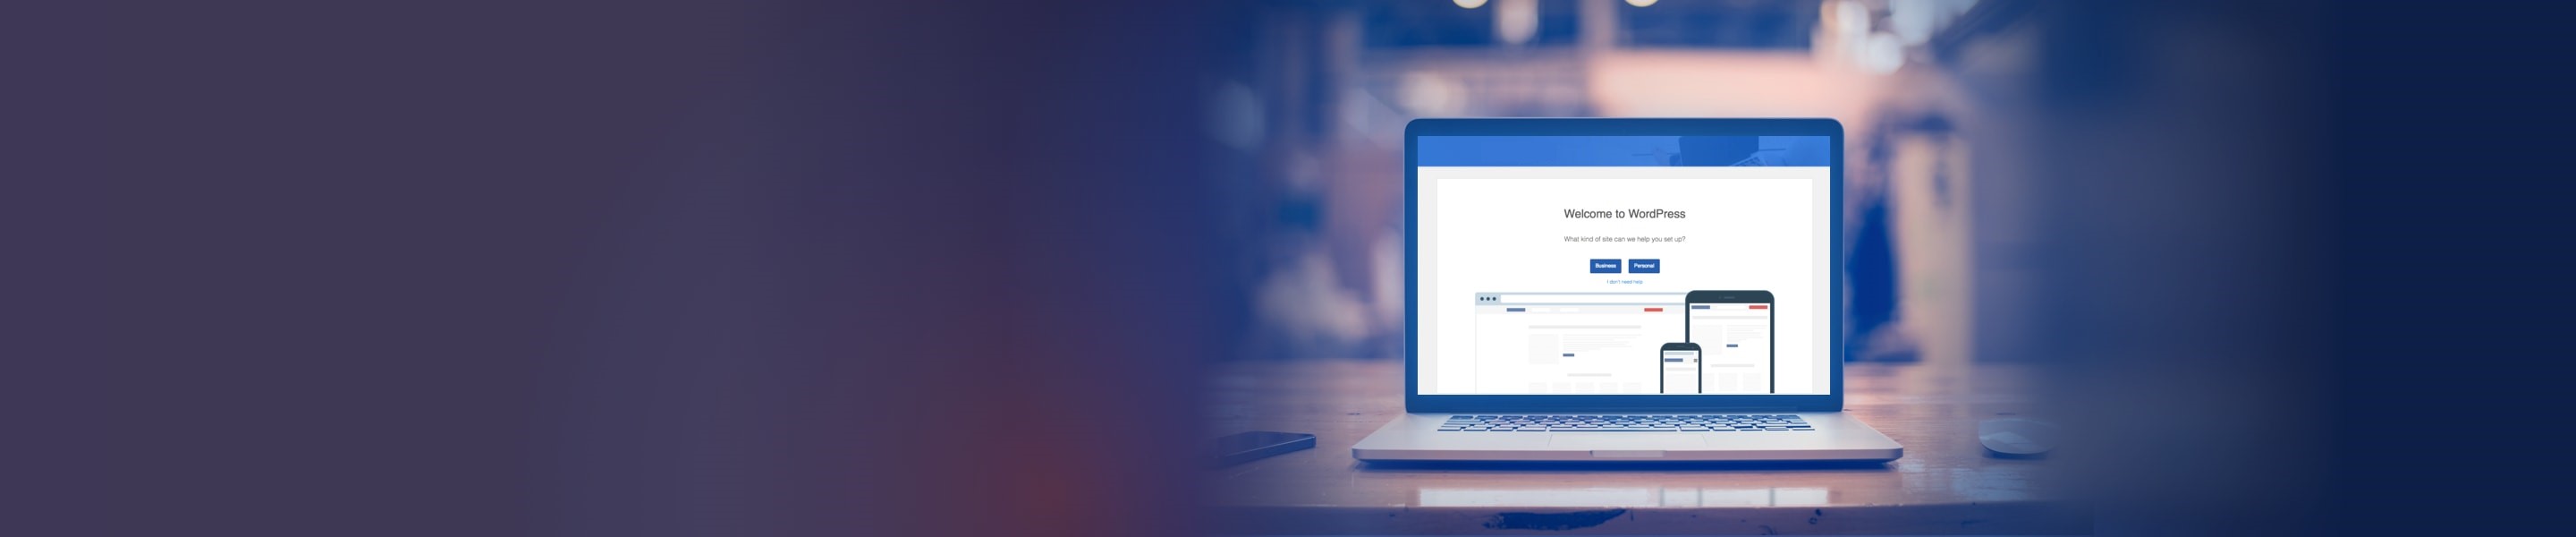 Welcome to WordPress
What kind of site can we help you set up?
Business Personal
I don't need help